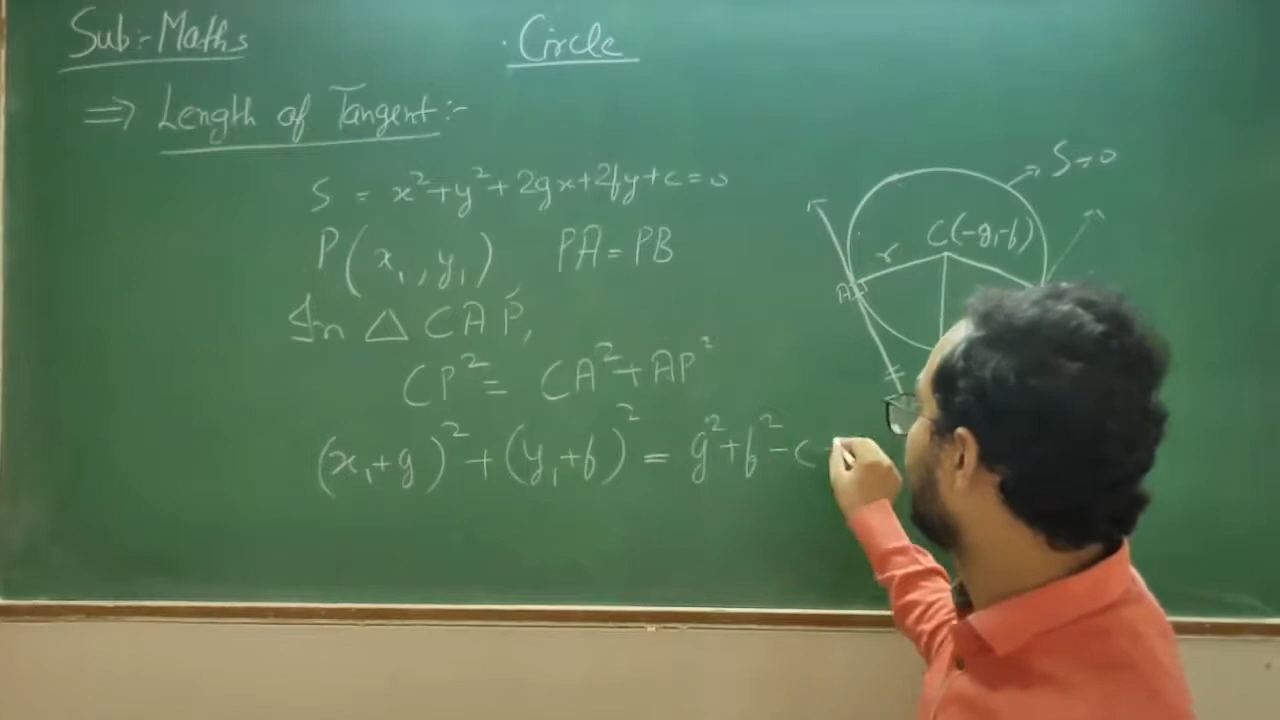 Sub:- Maths
Circle
⇒ Length of Tangent:-
S = x²+y²+2gx+2fy+c=0
P(x₁,y₁) PA=PB
In △ CAP,
CP² = CA²+AP²
(x₁+g)²+(y₁+f)² = g²+f²-c
S=0
C(-g,-f)
r
A